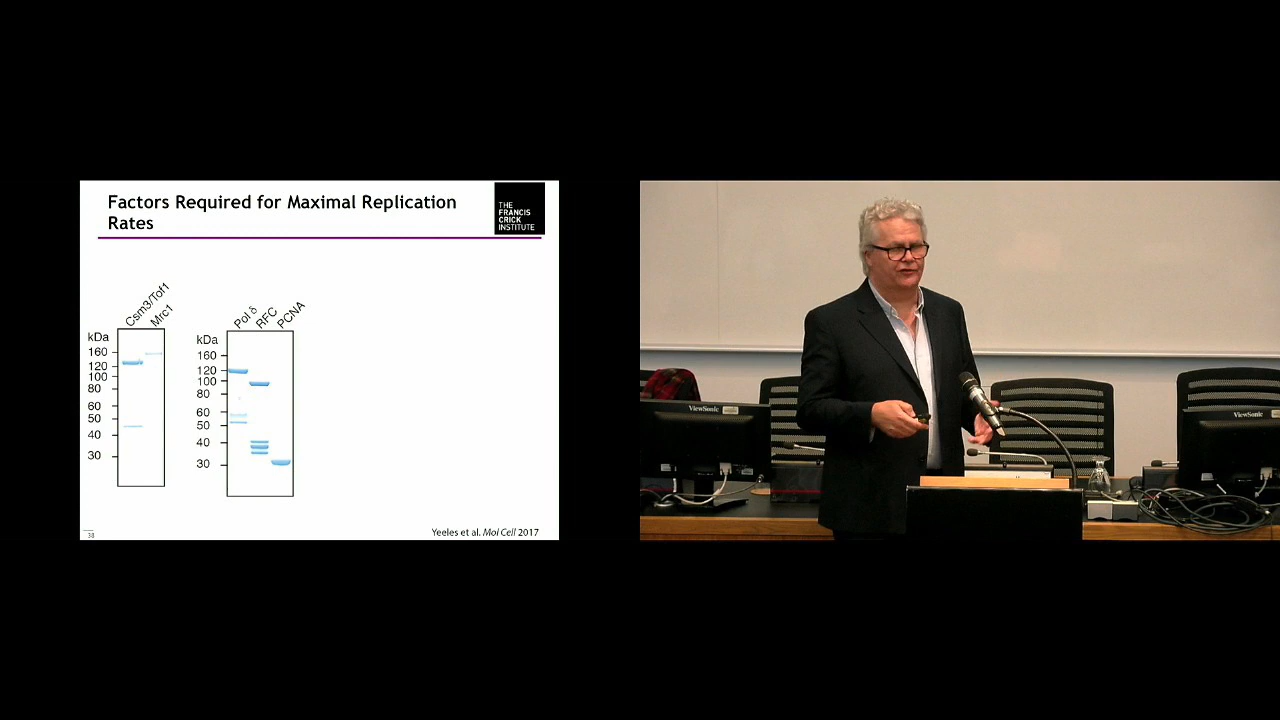 Factors Required for Maximal Replication
Rates
THE
FRANCIS
CRICK
INSTITUTE
Csm3/Tof1
Mrc1
kDa
160
120
100
80
60
50
40
30
Pol δ
RFC
PCNA
kDa
160
120
100
80
60
50
40
30
38
Yeeles et al. Mol Cell 2017
ViewSonic
ViewSonic